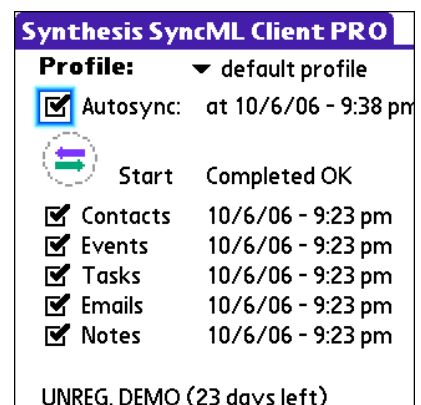 Synthesis SyncML Client PRO
Profile: default profile
Autosync: at 10/6/06 - 9:38 pm
Start Completed OK
Contacts 10/6/06 - 9:23 pm
Events 10/6/06 - 9:23 pm
Tasks 10/6/06 - 9:23 pm
Emails 10/6/06 - 9:23 pm
Notes 10/6/06 - 9:23 pm
UNREG. DEMO (23 days left)